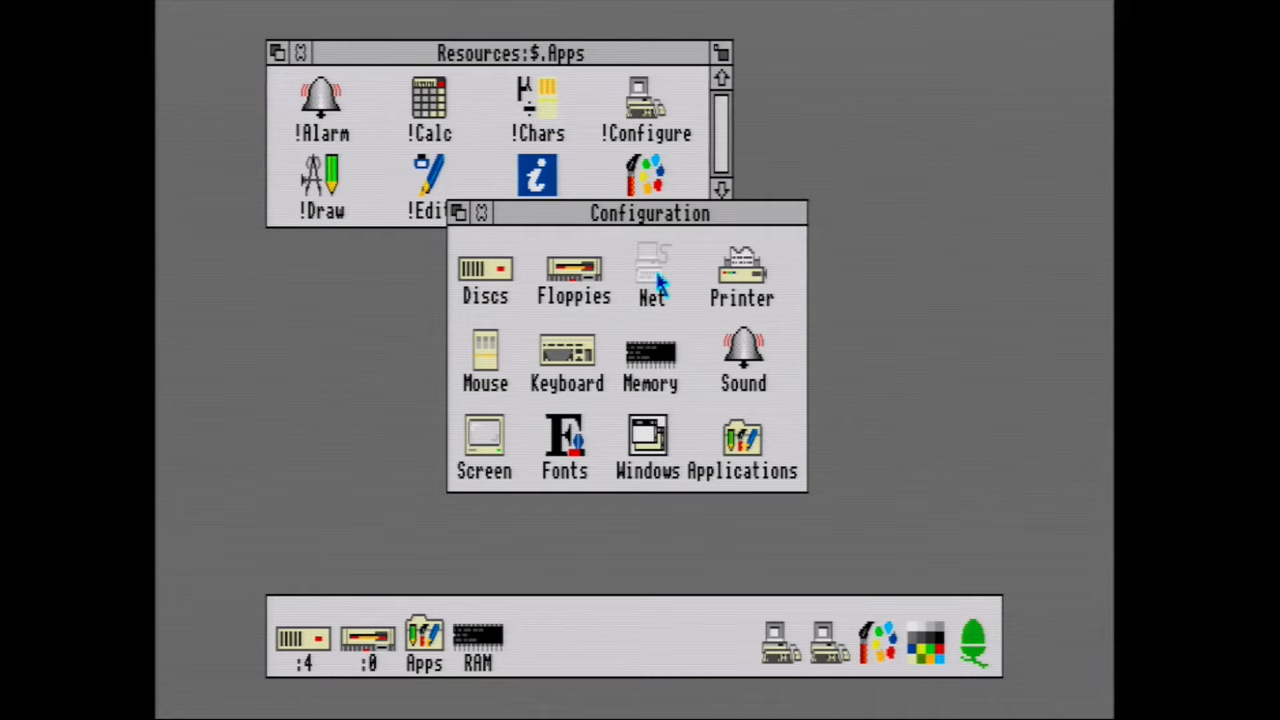 Resources:$.Apps
!Alarm !Calc !Chars !Configure
!Draw !Edit
Configuration
Discs Floppies Net Printer
Mouse Keyboard Memory Sound
Screen Fonts Windows Applications
:4 :0 Apps RAM